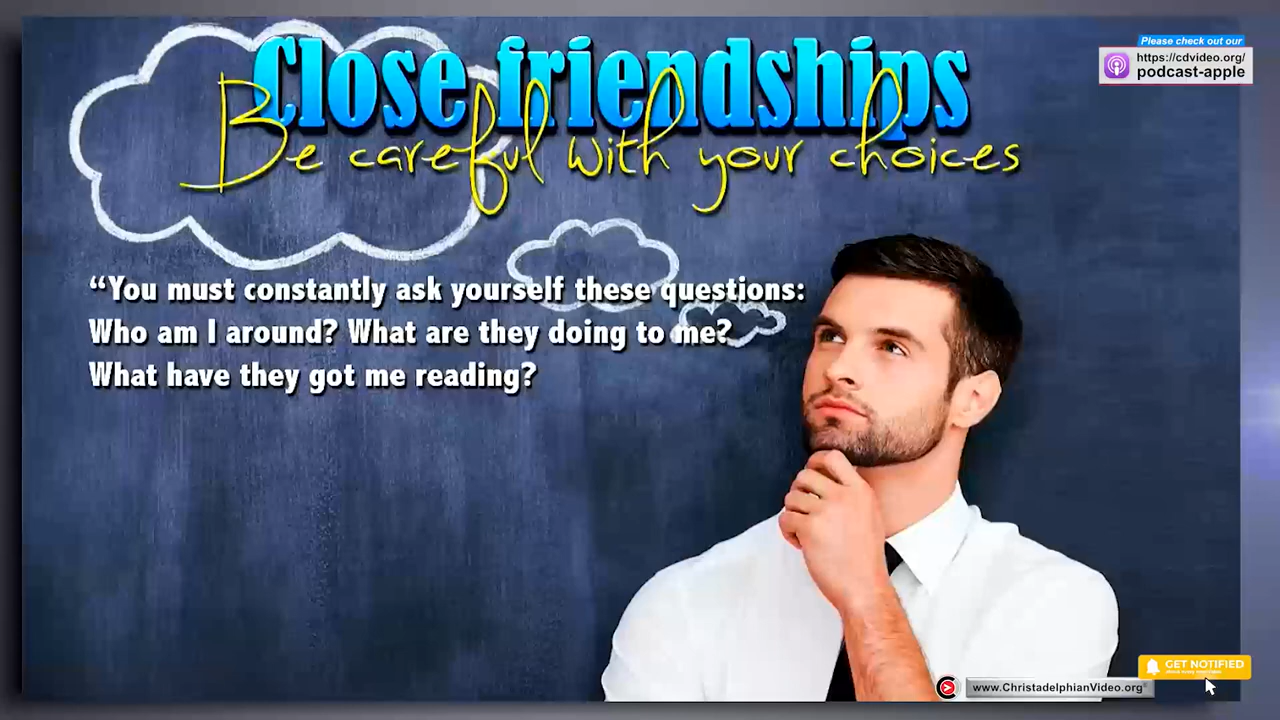 Please check out our
https://cdvideo.org/
podcast-apple
Close friendships
Be careful with your choices
“You must constantly ask yourself these questions:
Who am I around? What are they doing to me?
What have they got me reading?
GET NOTIFIED
www.ChristadelphianVideo.org